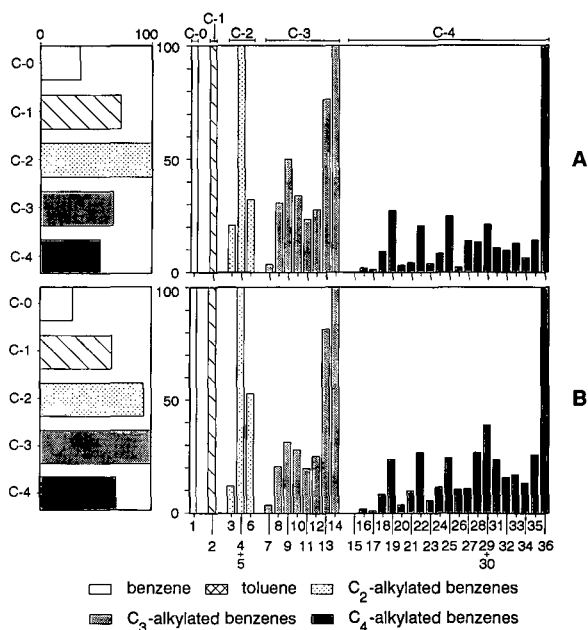 C-1
C-0 C-2 C-3 C-4
0 100
C-0
C-1
C-2
C-3
C-4
100
50
0
A
C-0
C-1
C-2
C-3
C-4
100
50
0
B
1 3 4 6 8 10 12 14 16 18 20 22 24 26 28 29 31 33 35
2 + 5 7 9 11 13 15 17 19 21 23 25 27 + 30 32 34 36
benzene toluene C2-alkylated benzenes
C3-alkylated benzenes C4-alkylated benzenes